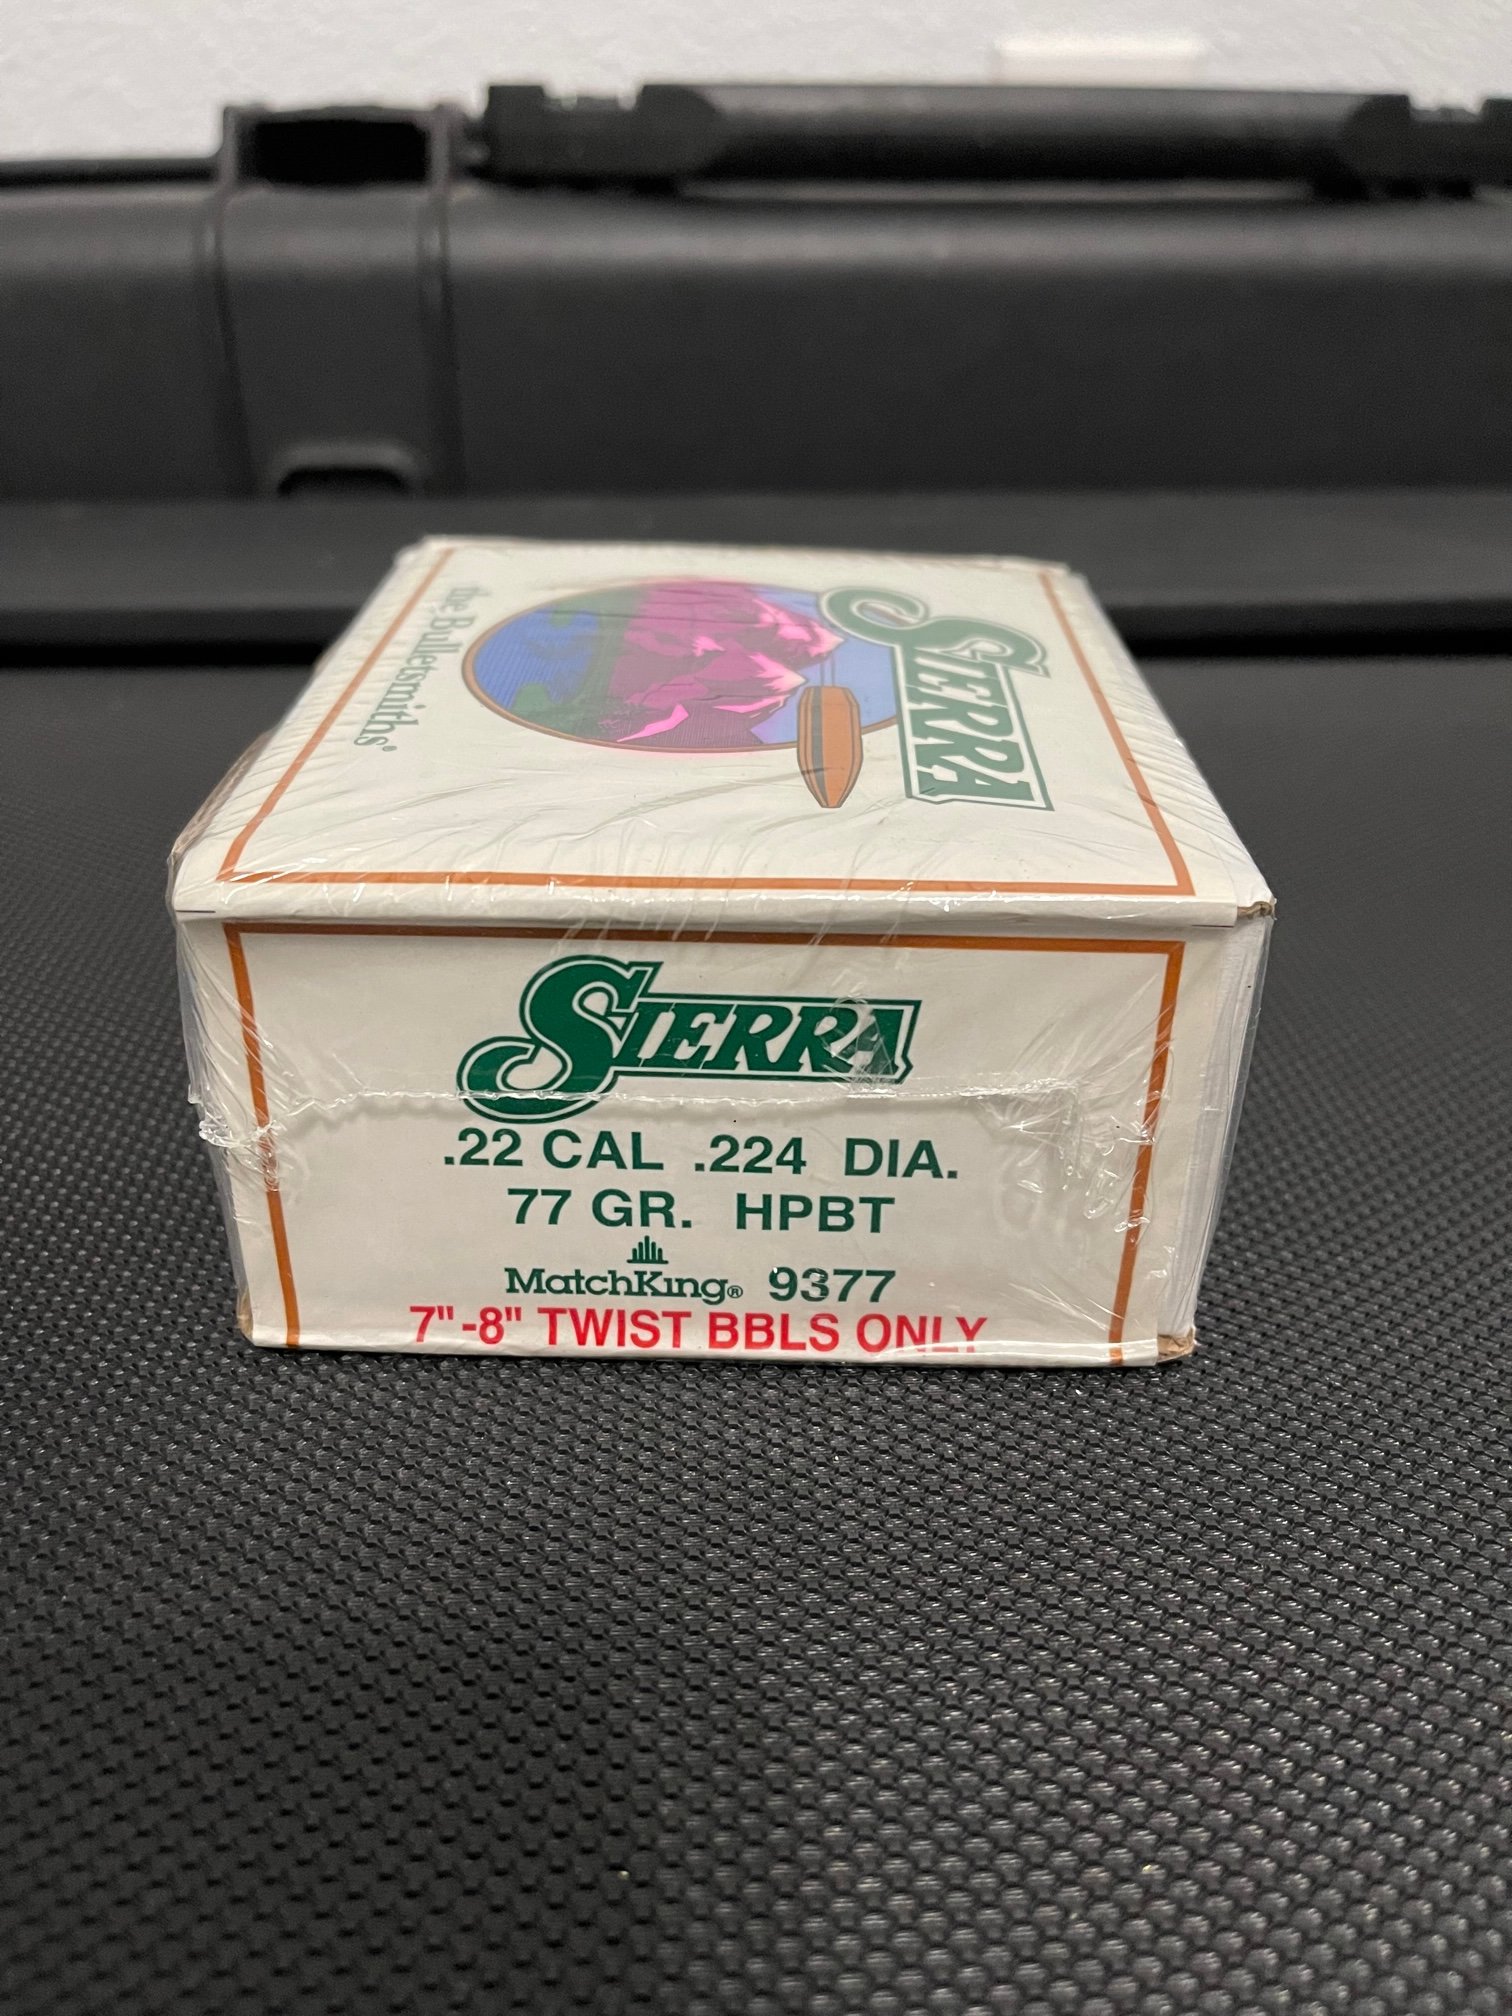 SIERRA
the Bulletsmiths®
SIERRA
.22 CAL .224 DIA.
77 GR. HPBT
MatchKing® 9377
7"-8" TWIST BBLS ONLY